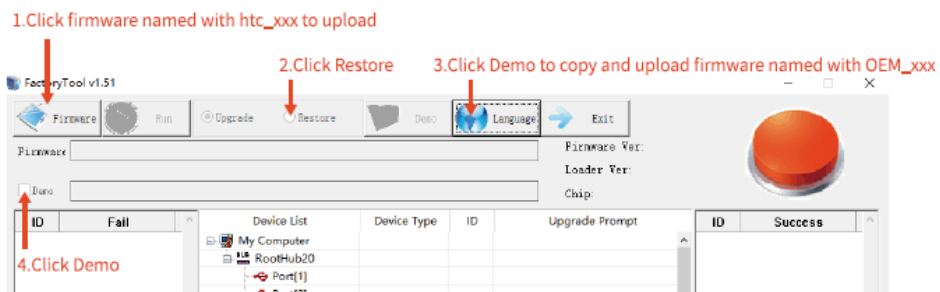 1.Click firmware named with htc_xxx to upload
2.Click Restore 3.Click Demo to copy and upload firmware named with OEM_xxx
FactoryTool v1.51
Firmware Run Upgrade Restore Demo Language Exit
Firmware Firmware Ver:
Loader Ver:
Demo Chip:
ID Fail Device List Device Type ID Upgrade Prompt ID Success
My Computer
4.Click Demo RootHub20
Port[1]